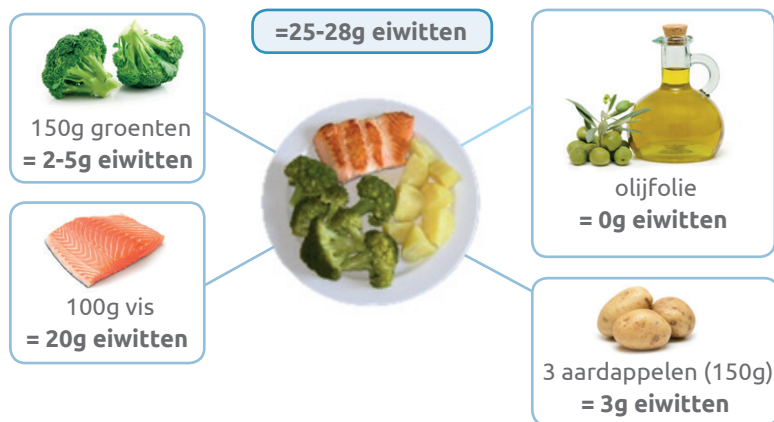 =25-28g eiwitten
150g groenten
= 2-5g eiwitten
100g vis
= 20g eiwitten
olijfolie
= 0g eiwitten
3 aardappelen (150g)
= 3g eiwitten